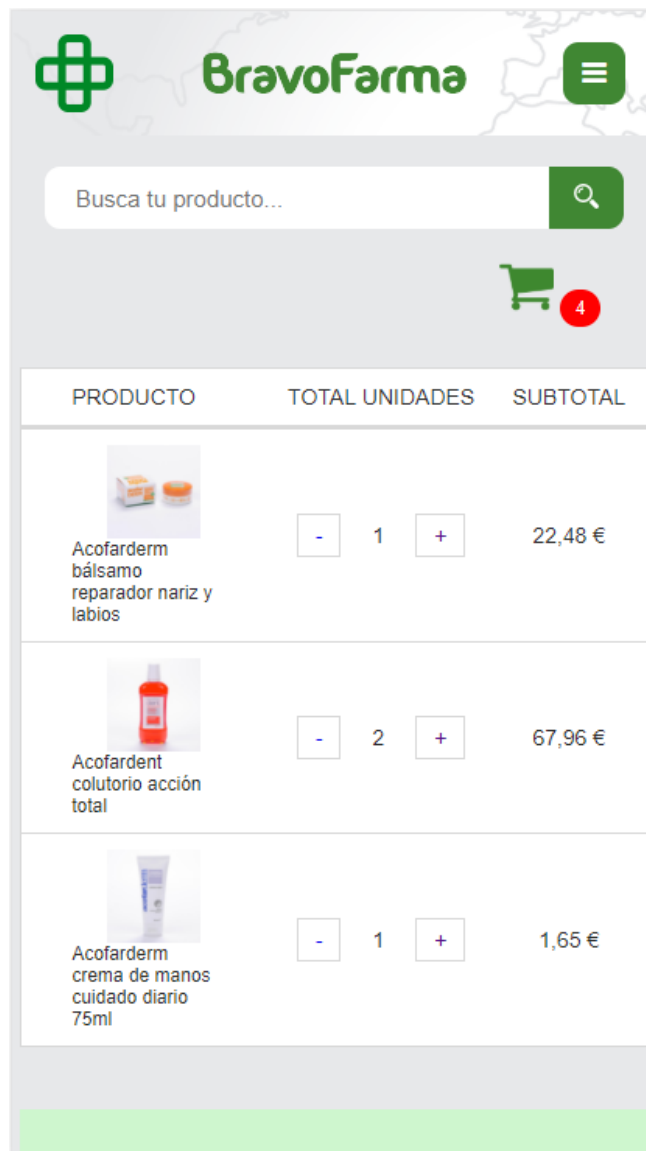 BravoFarma
Busca tu producto...
4
PRODUCTO TOTAL UNIDADES SUBTOTAL
Acofarderm
bálsamo
reparador nariz y
labios
- 1 + 22,48 €
Acofardent
colutorio acción
total
- 2 + 67,96 €
Acofarderm
crema de manos
cuidado diario
75ml
- 1 + 1,65 €